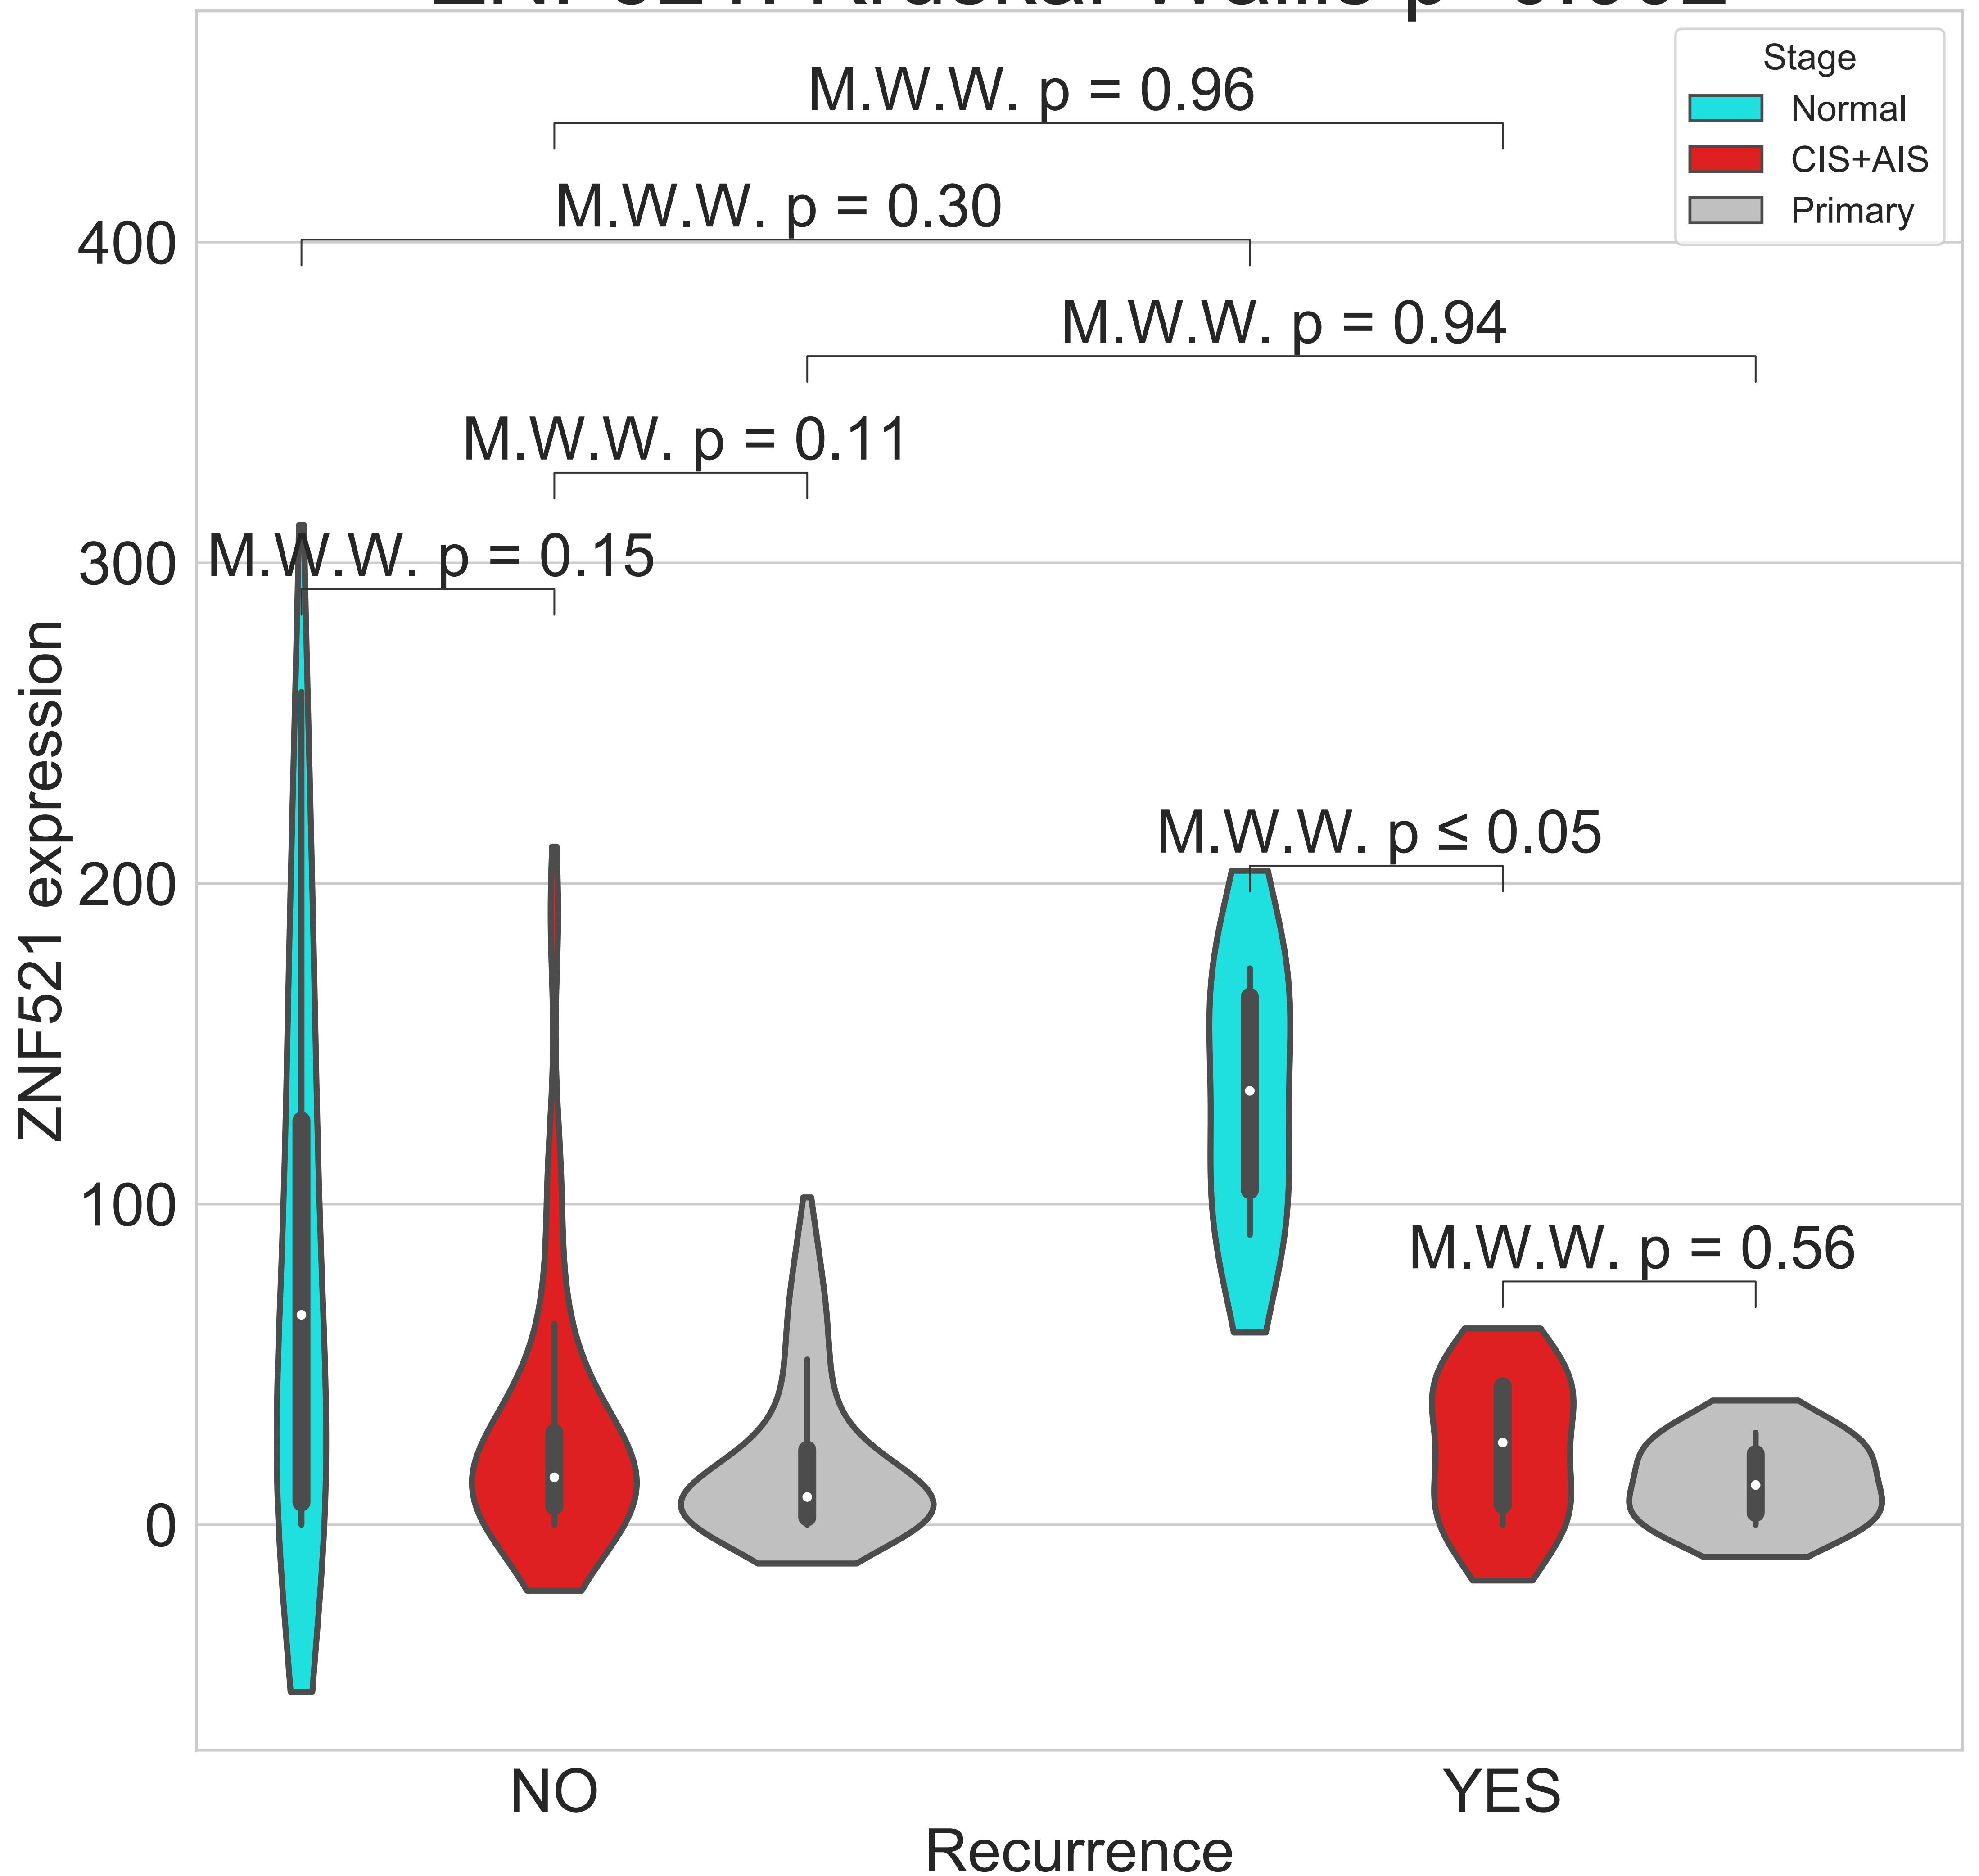 Stage
Normal
CIS+AIS
Primary
M.W.W. p = 0.96
M.W.W. p = 0.30
M.W.W. p = 0.94
M.W.W. p = 0.11
M.W.W. p = 0.15
M.W.W. p ≤ 0.05
M.W.W. p = 0.56
ZNF521 expression
400
300
200
100
0
NO
YES
Recurrence